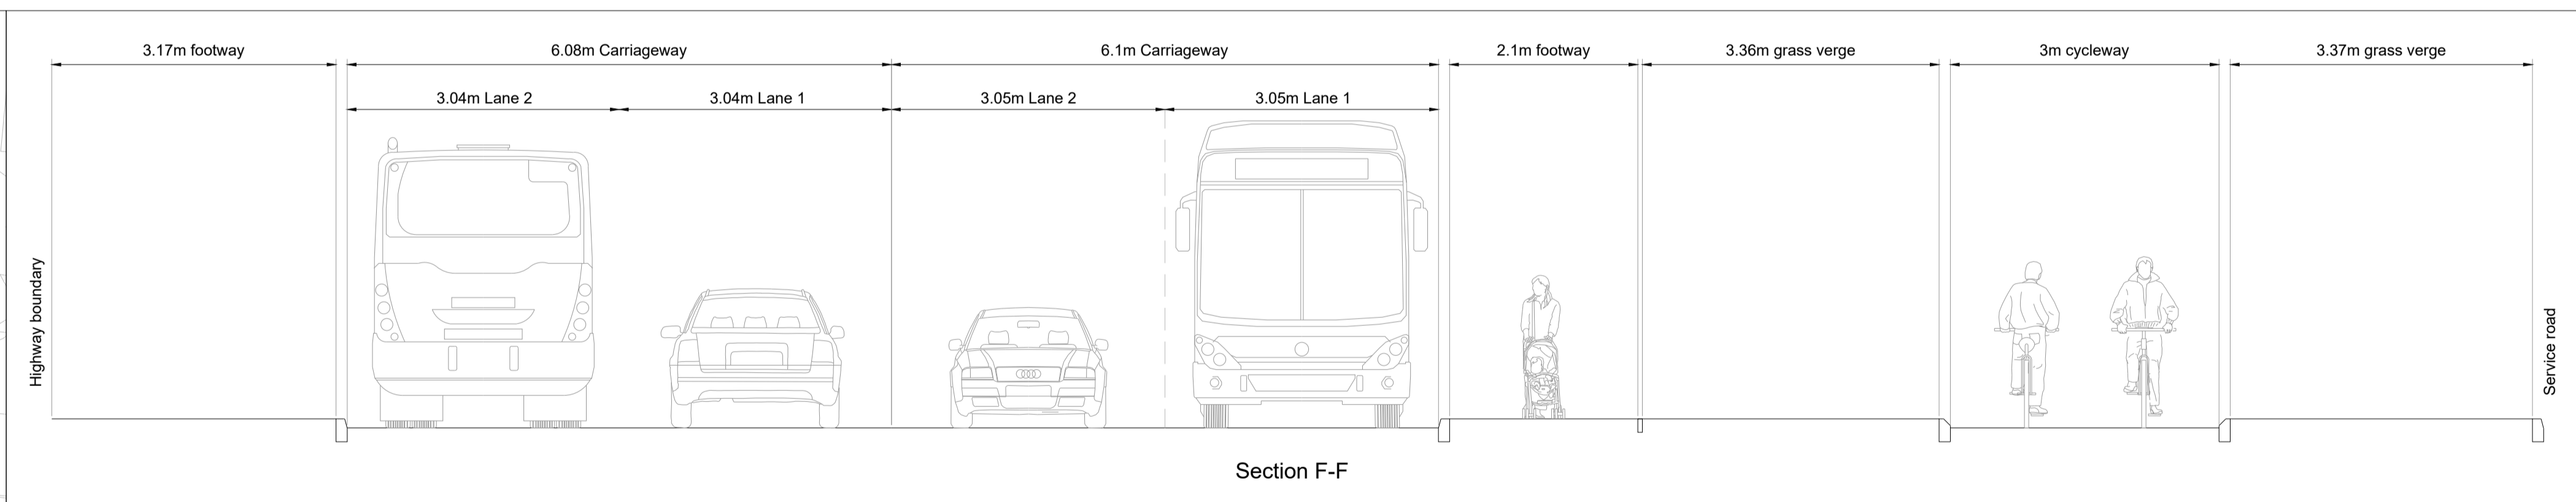 3.17m footway
6.08m Carriageway
6.1m Carriageway
2.1m footway
3.36m grass verge
3m cycleway
3.37m grass verge
3.04m Lane 2
3.04m Lane 1
3.05m Lane 2
3.05m Lane 1
Highway boundary
Service road
Section F-F